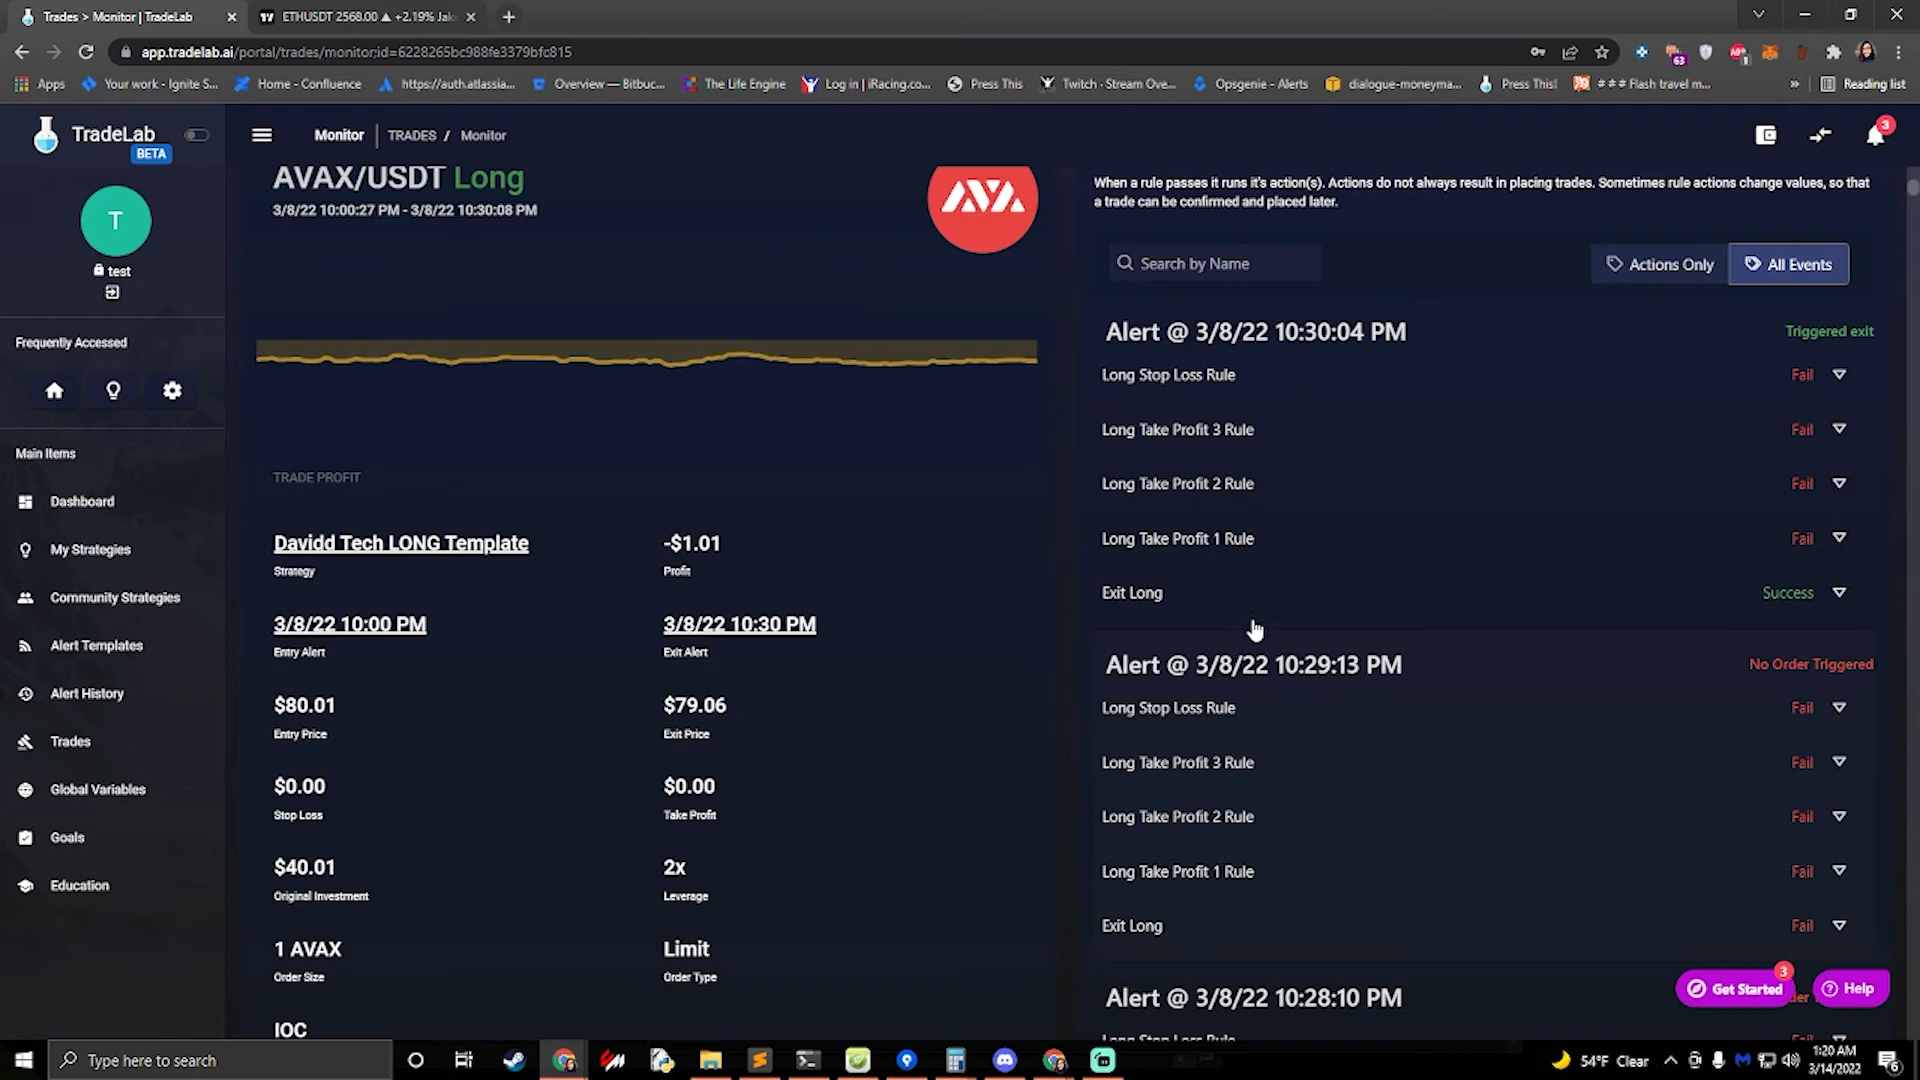 Trades > Monitor | TradeLab
ETHUSDT 2568.00 ▲ +2.19% Jak
app.tradelab.ai/portal/trades/monitor;id=6228265bc988fe3379bfc815
63
1
Apps
Your work - Ignite S...
Home - Confluence
https://auth.atlassia...
Overview — Bitbuc...
The Life Engine
Log in | iRacing.co...
Press This
Twitch - Stream Ove...
Opsgenie - Alerts
dialogue-moneyma...
Press This!
# # # Flash travel m...
»
Reading list
TradeLab
BETA
Monitor
TRADES / Monitor
3
T
test
Frequently Accessed
Main Items
Dashboard
My Strategies
Community Strategies
Alert Templates
Alert History
Trades
Global Variables
Goals
Education
AVAX/USDT Long
3/8/22 10:00:27 PM - 3/8/22 10:30:08 PM
TRADE PROFIT
Davidd Tech LONG Template
Strategy
-$1.01
Profit
3/8/22 10:00 PM
Entry Alert
3/8/22 10:30 PM
Exit Alert
$80.01
Entry Price
$79.06
Exit Price
$0.00
Stop Loss
$0.00
Take Profit
$40.01
Original Investment
2x
Leverage
1 AVAX
Order Size
Limit
Order Type
IOC
When a rule passes it runs it's action(s). Actions do not always result in placing trades. Sometimes rule actions change values, so that
a trade can be confirmed and placed later.
Search by Name
Actions Only
All Events
Alert @ 3/8/22 10:30:04 PM
Triggered exit
Long Stop Loss Rule
Fail
Long Take Profit 3 Rule
Fail
Long Take Profit 2 Rule
Fail
Long Take Profit 1 Rule
Fail
Exit Long
Success
Alert @ 3/8/22 10:29:13 PM
No Order Triggered
Long Stop Loss Rule
Fail
Long Take Profit 3 Rule
Fail
Long Take Profit 2 Rule
Fail
Long Take Profit 1 Rule
Fail
Exit Long
Fail
Alert @ 3/8/22 10:28:10 PM
Long Stop Loss Rule
Get Started
3
Help
Type here to search
54°F Clear
1:20 AM
3/14/2022
6